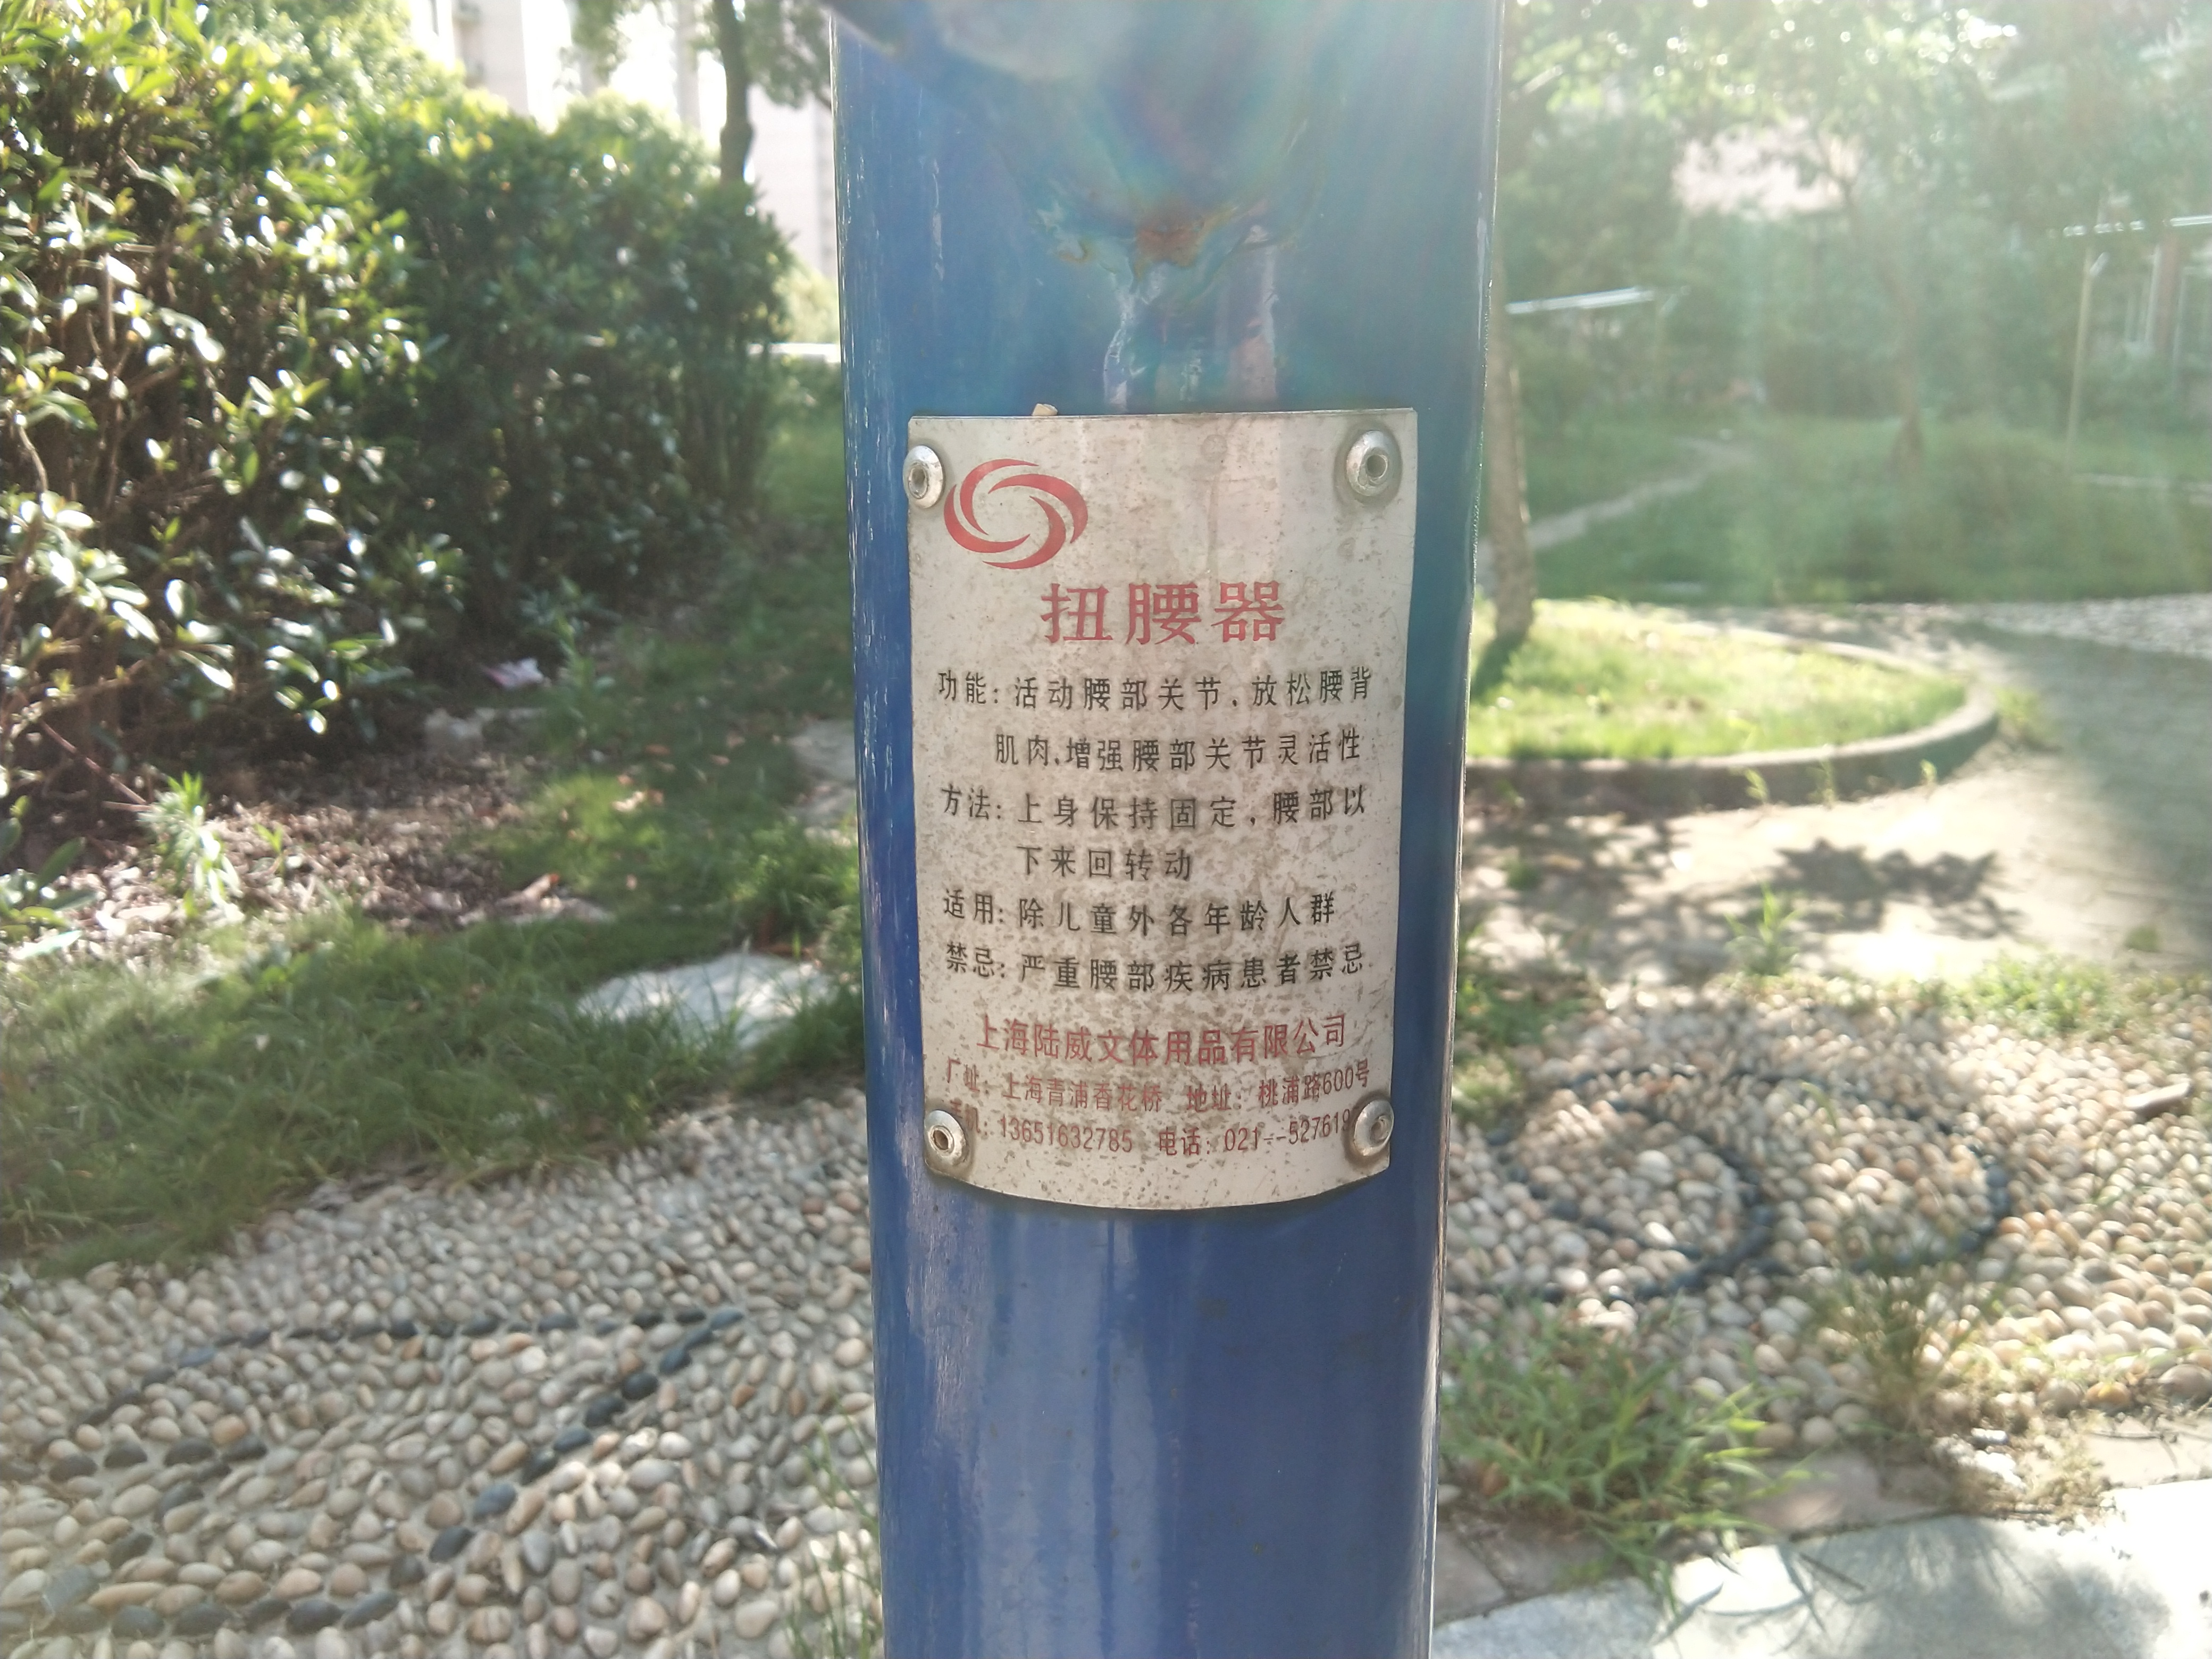 扭腰器
功能: 活动腰部关节、放松腰背
肌肉、增强腰部关节灵活性
方法: 上身保持固定, 腰部以
下来回转动
适用: 除儿童外各年龄人群
禁忌: 严重腰部疾病患者禁忌
上海陆威文体用品有限公司
厂址: 上海青浦香花桥 地址: 桃浦路600号
手机: 13651632785 电话: 021--527619